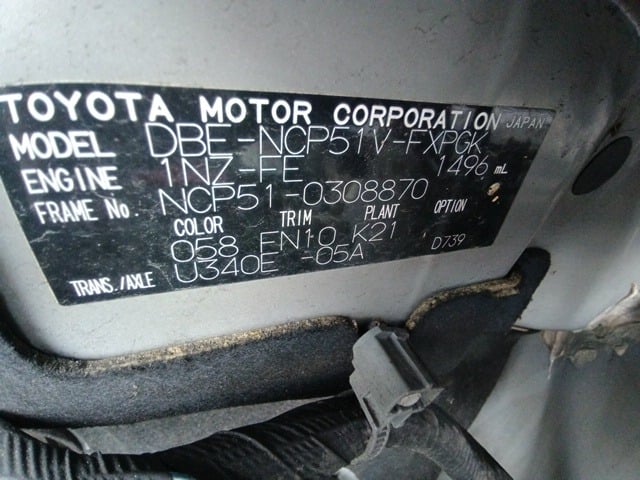 TOYOTA MOTOR CORPORATION JAPAN
MODEL DBE-NCP51V-FXPGK
ENGINE 1NZ-FE 1496 mL
FRAME No. NCP51-0308870
COLOR TRIM PLANT OPTION
058 EN10 K21 D739
TRANS./AXLE U340E -05A